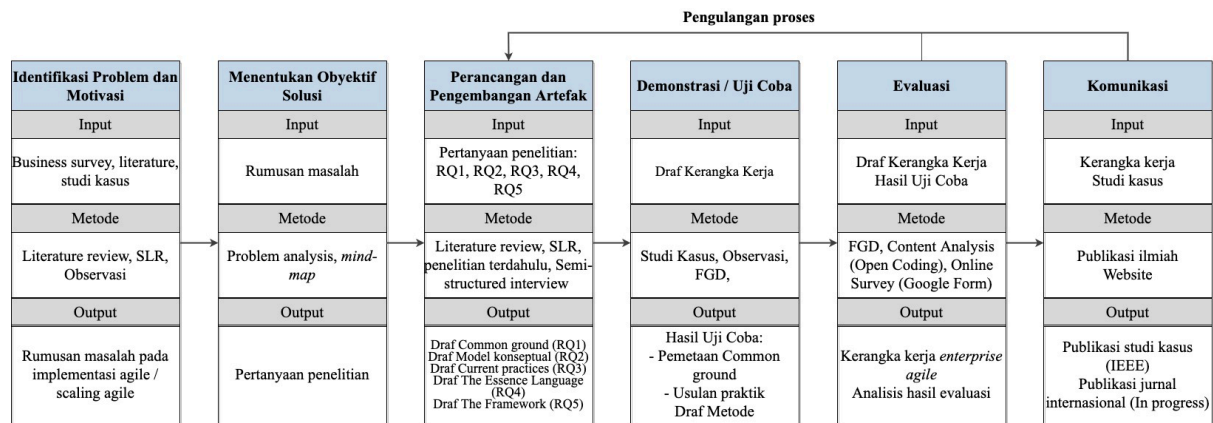 Pengulangan proses
Identifikasi Problem dan
Motivasi
Input
Business survey, literature,
studi kasus
Metode
Literature review, SLR,
Observasi
Output
Rumusan masalah pada
implementasi agile /
scaling agile
Menentukan Obyektif
Solusi
Input
Rumusan masalah
Metode
Problem analysis, mind-
map
Output
Pertanyaan penelitian
Perancangan dan
Pengembangan Artefak
Input
Pertanyaan penelitian:
RQ1, RQ2, RQ3, RQ4,
RQ5
Metode
Literature review, SLR,
penelitian terdahulu, Semi-
structured interview
Output
Draf Common ground (RQ1)
Draf Model konseptual (RQ2)
Draf Current practices (RQ3)
Draf The Essence Language
(RQ4)
Draf The Framework (RQ5)
Demonstrasi / Uji Coba
Input
Draf Kerangka Kerja
Metode
Studi Kasus, Observasi,
FGD,
Output
Hasil Uji Coba:
- Pemetaan Common
ground
- Usulan praktik
Draf Metode
Evaluasi
Input
Draf Kerangka Kerja
Hasil Uji Coba
Metode
FGD, Content Analysis
(Open Coding), Online
Survey (Google Form)
Output
Kerangka kerja enterprise
agile
Analisis hasil evaluasi
Komunikasi
Input
Kerangka kerja
Studi kasus
Metode
Publikasi ilmiah
Website
Output
Publikasi studi kasus
(IEEE)
Publikasi jurnal
internasional (In progress)